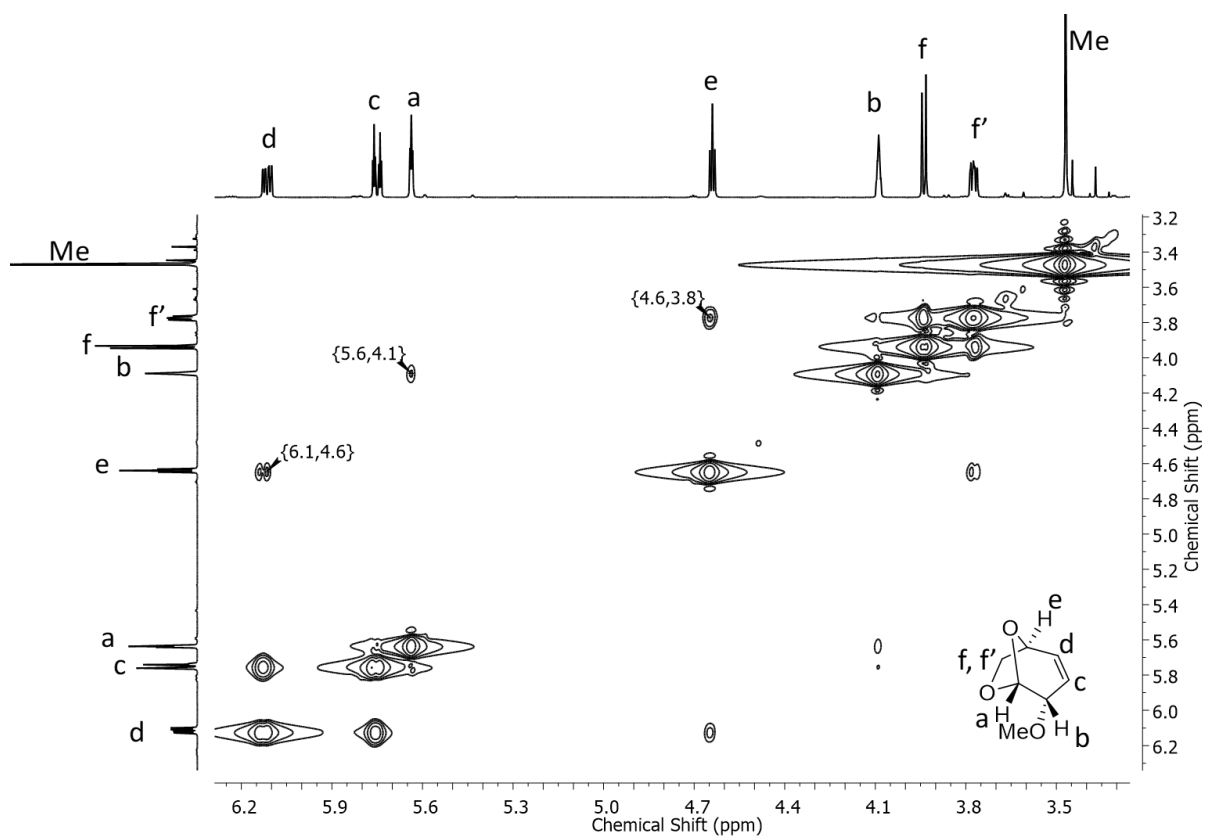 Me
f
e
a
c
b
f'
d
3.2
Me
3.4
{4.6,3.8}
3.6
f'
3.8
f
{5.6,4.1}
4.0
b
4.2
{6.1,4.6}
4.4
e
4.6
4.8
5.0
5.2
5.4
a
5.6
c
5.8
d
6.0
6.2
Chemical Shift (ppm)
H e
O
d
f, f'
O
c
a H
MeO H b
6.2 5.9 5.6 5.3 5.0 4.7 4.4 4.1 3.8 3.5
Chemical Shift (ppm)